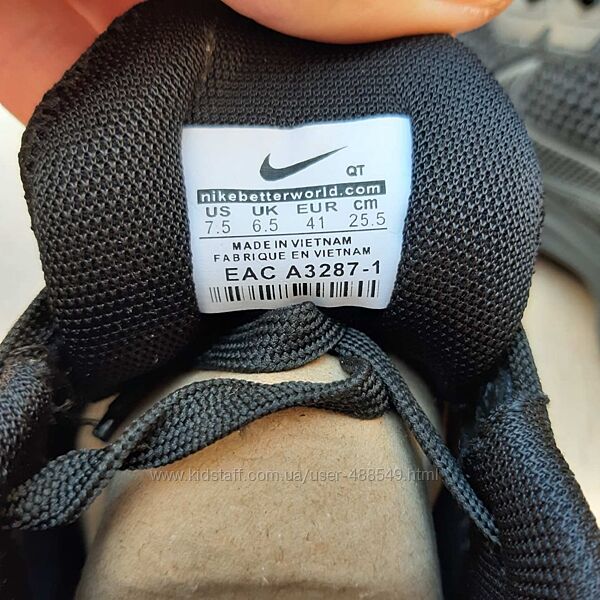 QT
nikebetterworld.com
US UK EUR cm
7.5 6.5 41 25.5
MADE IN VIETNAM
FABRIQUE EN VIETNAM
EAC A3287-1
www.kidstaff.com.ua/user-488549.html